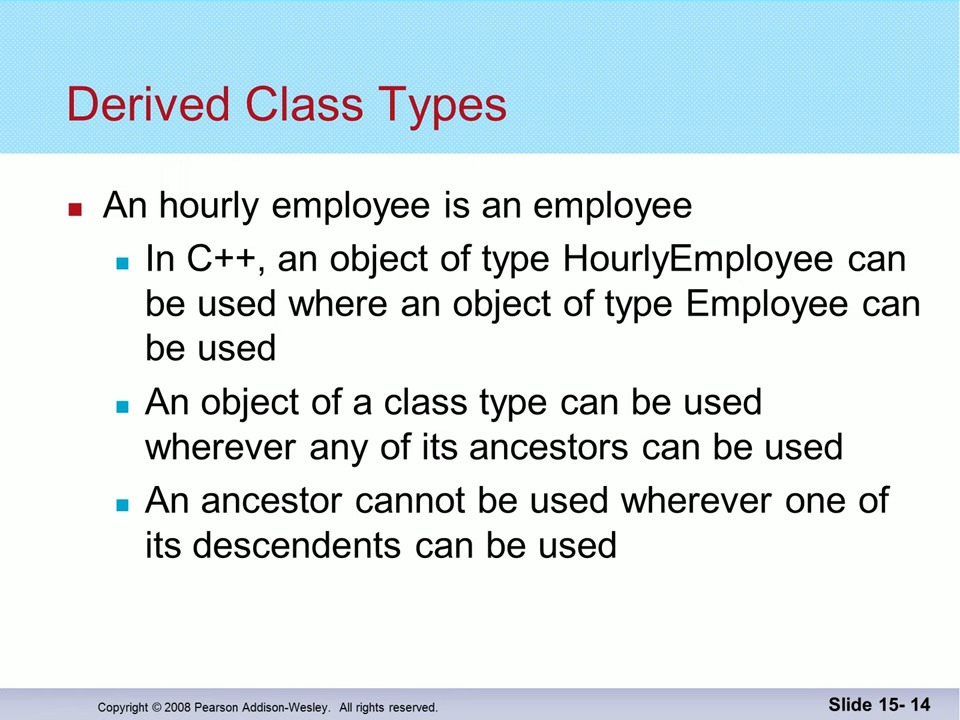 Derived Class Types
An hourly employee is an employee
In C++, an object of type HourlyEmployee can
be used where an object of type Employee can
be used
An object of a class type can be used
wherever any of its ancestors can be used
An ancestor cannot be used wherever one of
its descendents can be used
Copyright © 2008 Pearson Addison-Wesley. All rights reserved.
Slide 15- 14